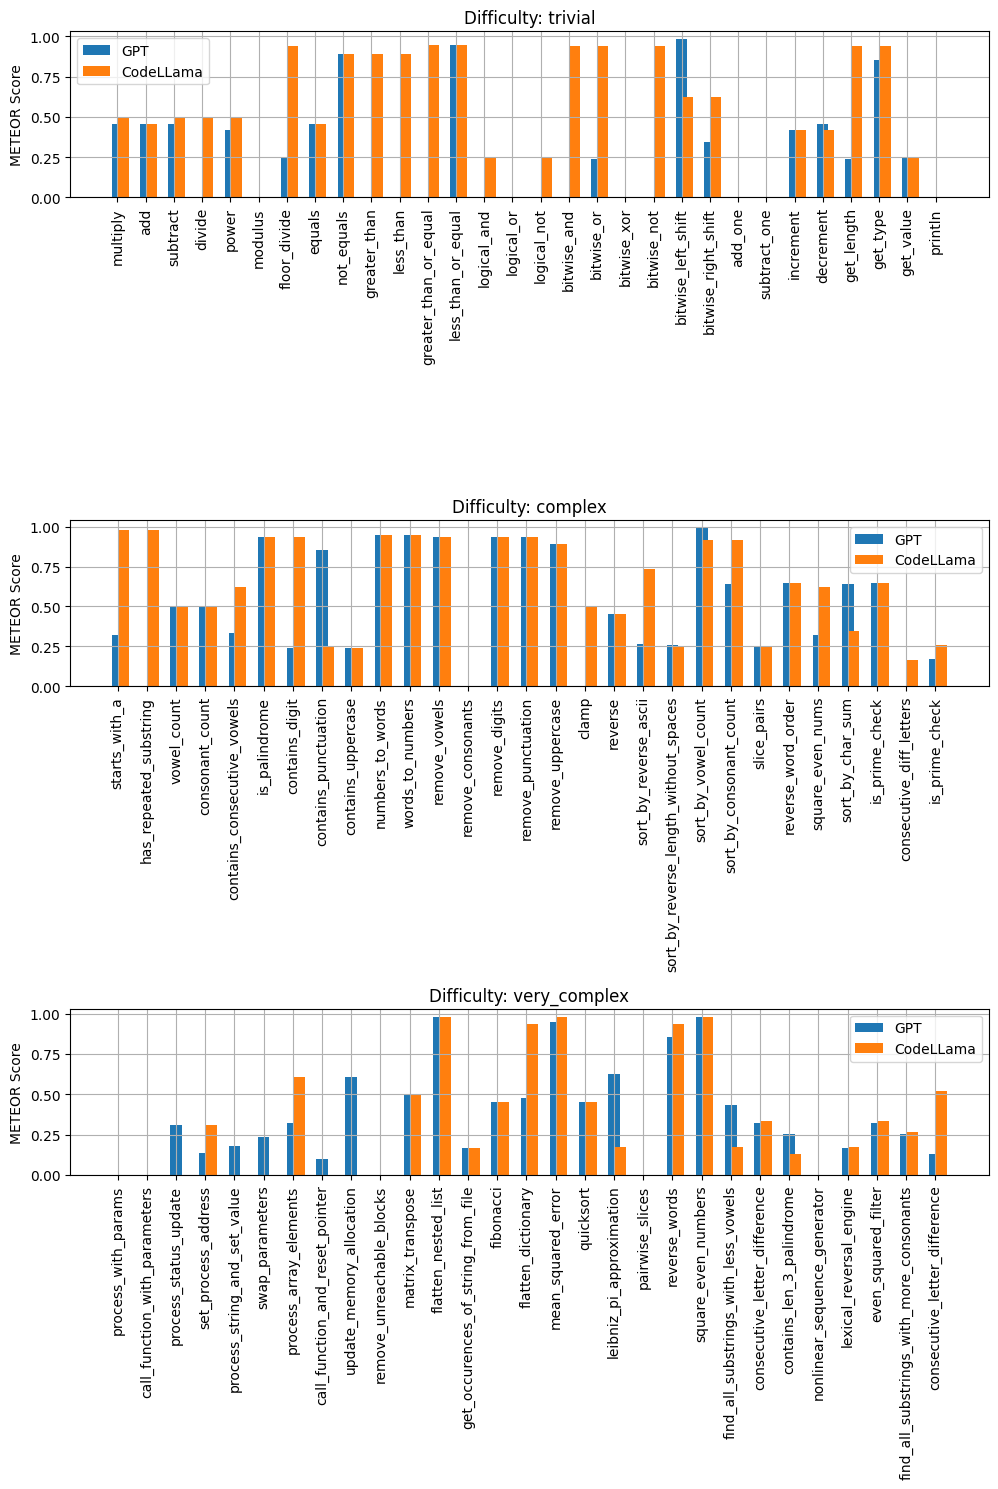 Difficulty: trivial
METEOR Score
1.00
0.75
0.50
0.25
0.00
GPT
CodeLLama
multiply
add
subtract
divide
power
modulus
floor_divide
equals
not_equals
greater_than
less_than
greater_than_or_equal
less_than_or_equal
logical_and
logical_or
logical_not
bitwise_and
bitwise_or
bitwise_xor
bitwise_not
bitwise_left_shift
bitwise_right_shift
add_one
subtract_one
increment
decrement
get_length
get_type
get_value
println
Difficulty: complex
METEOR Score
1.00
0.75
0.50
0.25
0.00
GPT
CodeLLama
starts_with_a
has_repeated_substring
vowel_count
consonant_count
contains_consecutive_vowels
is_palindrome
contains_digit
contains_punctuation
contains_uppercase
numbers_to_words
words_to_numbers
remove_vowels
remove_consonants
remove_digits
remove_punctuation
remove_uppercase
clamp
reverse
sort_by_reverse_ascii
sort_by_reverse_length_without_spaces
sort_by_vowel_count
sort_by_consonant_count
slice_pairs
reverse_word_order
square_even_nums
sort_by_char_sum
is_prime_check
consecutive_diff_letters
is_prime_check
Difficulty: very_complex
METEOR Score
1.00
0.75
0.50
0.25
0.00
GPT
CodeLLama
process_with_params
call_function_with_parameters
process_status_update
set_process_address
process_string_and_set_value
swap_parameters
process_array_elements
call_function_and_reset_pointer
update_memory_allocation
remove_unreachable_blocks
matrix_transpose
flatten_nested_list
get_occurences_of_string_from_file
fibonacci
flatten_dictionary
mean_squared_error
quicksort
leibniz_pi_approximation
pairwise_slices
reverse_words
square_even_numbers
find_all_substrings_with_less_vowels
consecutive_letter_difference
contains_len_3_palindrome
nonlinear_sequence_generator
lexical_reversal_engine
even_squared_filter
find_all_substrings_with_more_consonants
consecutive_letter_difference